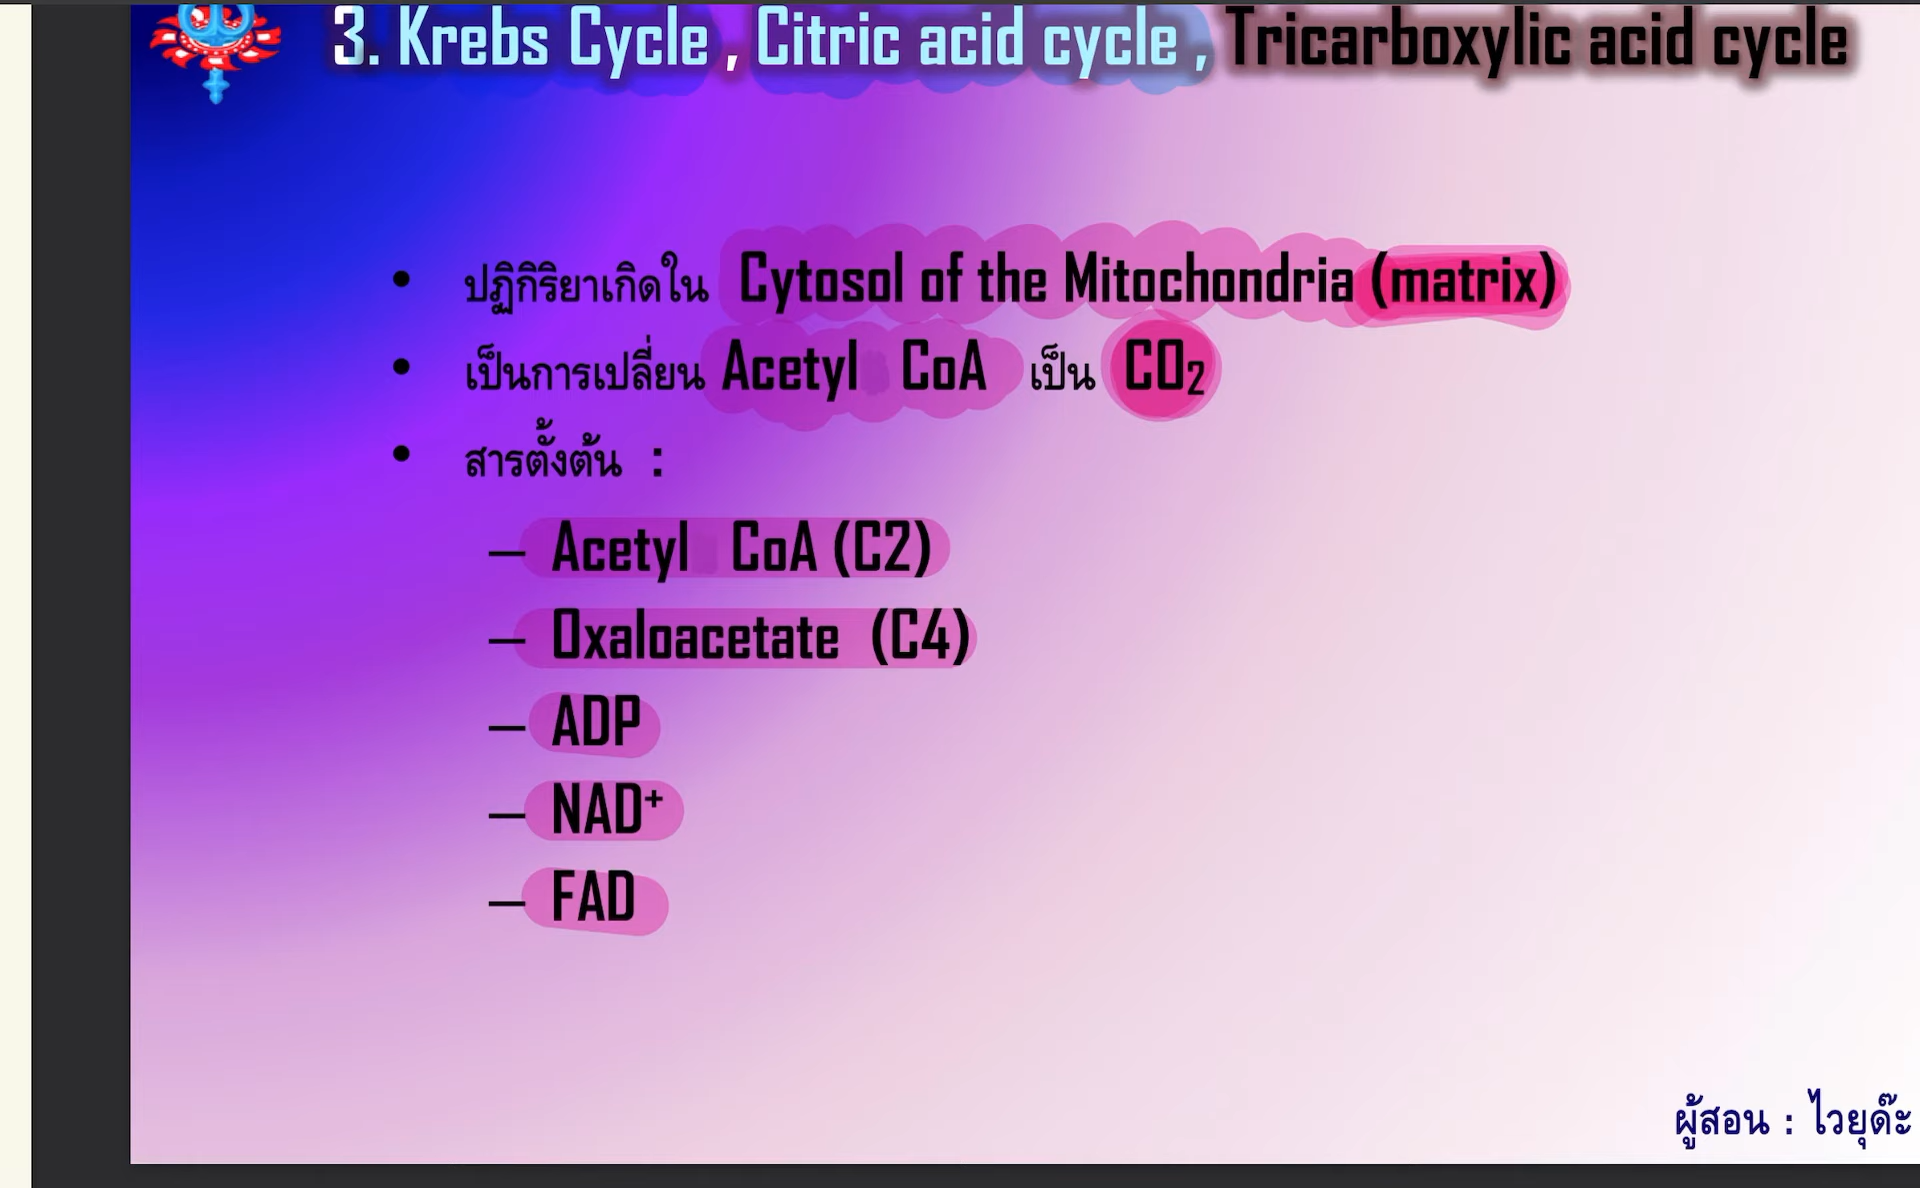 3. Krebs Cycle , Citric acid cycle , Tricarboxylic acid cycle
• ปฏิกิริยาเกิดใน Cytosol of the Mitochondria (matrix)
• เป็นการเปลี่ยน Acetyl CoA เป็น CO₂
• สารตั้งต้น :
– Acetyl CoA (C2)
– Oxaloacetate (C4)
– ADP
– NAD⁺
– FAD
ผู้สอน : ไวยุด๊ะ